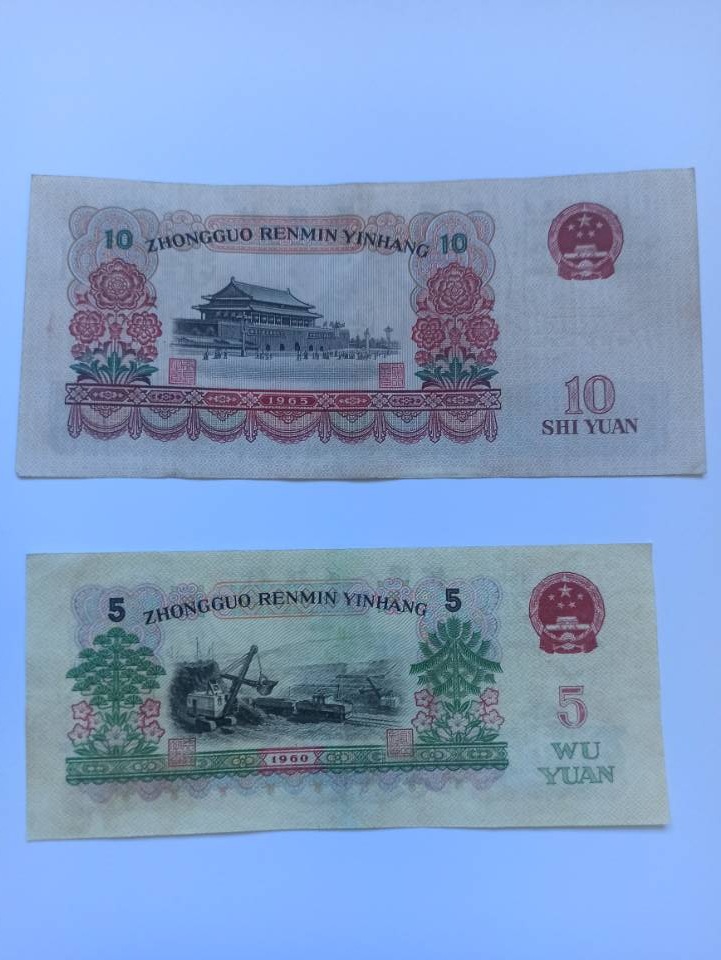 10 ZHONGGUO RENMIN YINHANG 10
1965
10
SHI YUAN
5 ZHONGGUO RENMIN YINHANG 5
1960
5
WU
YUAN